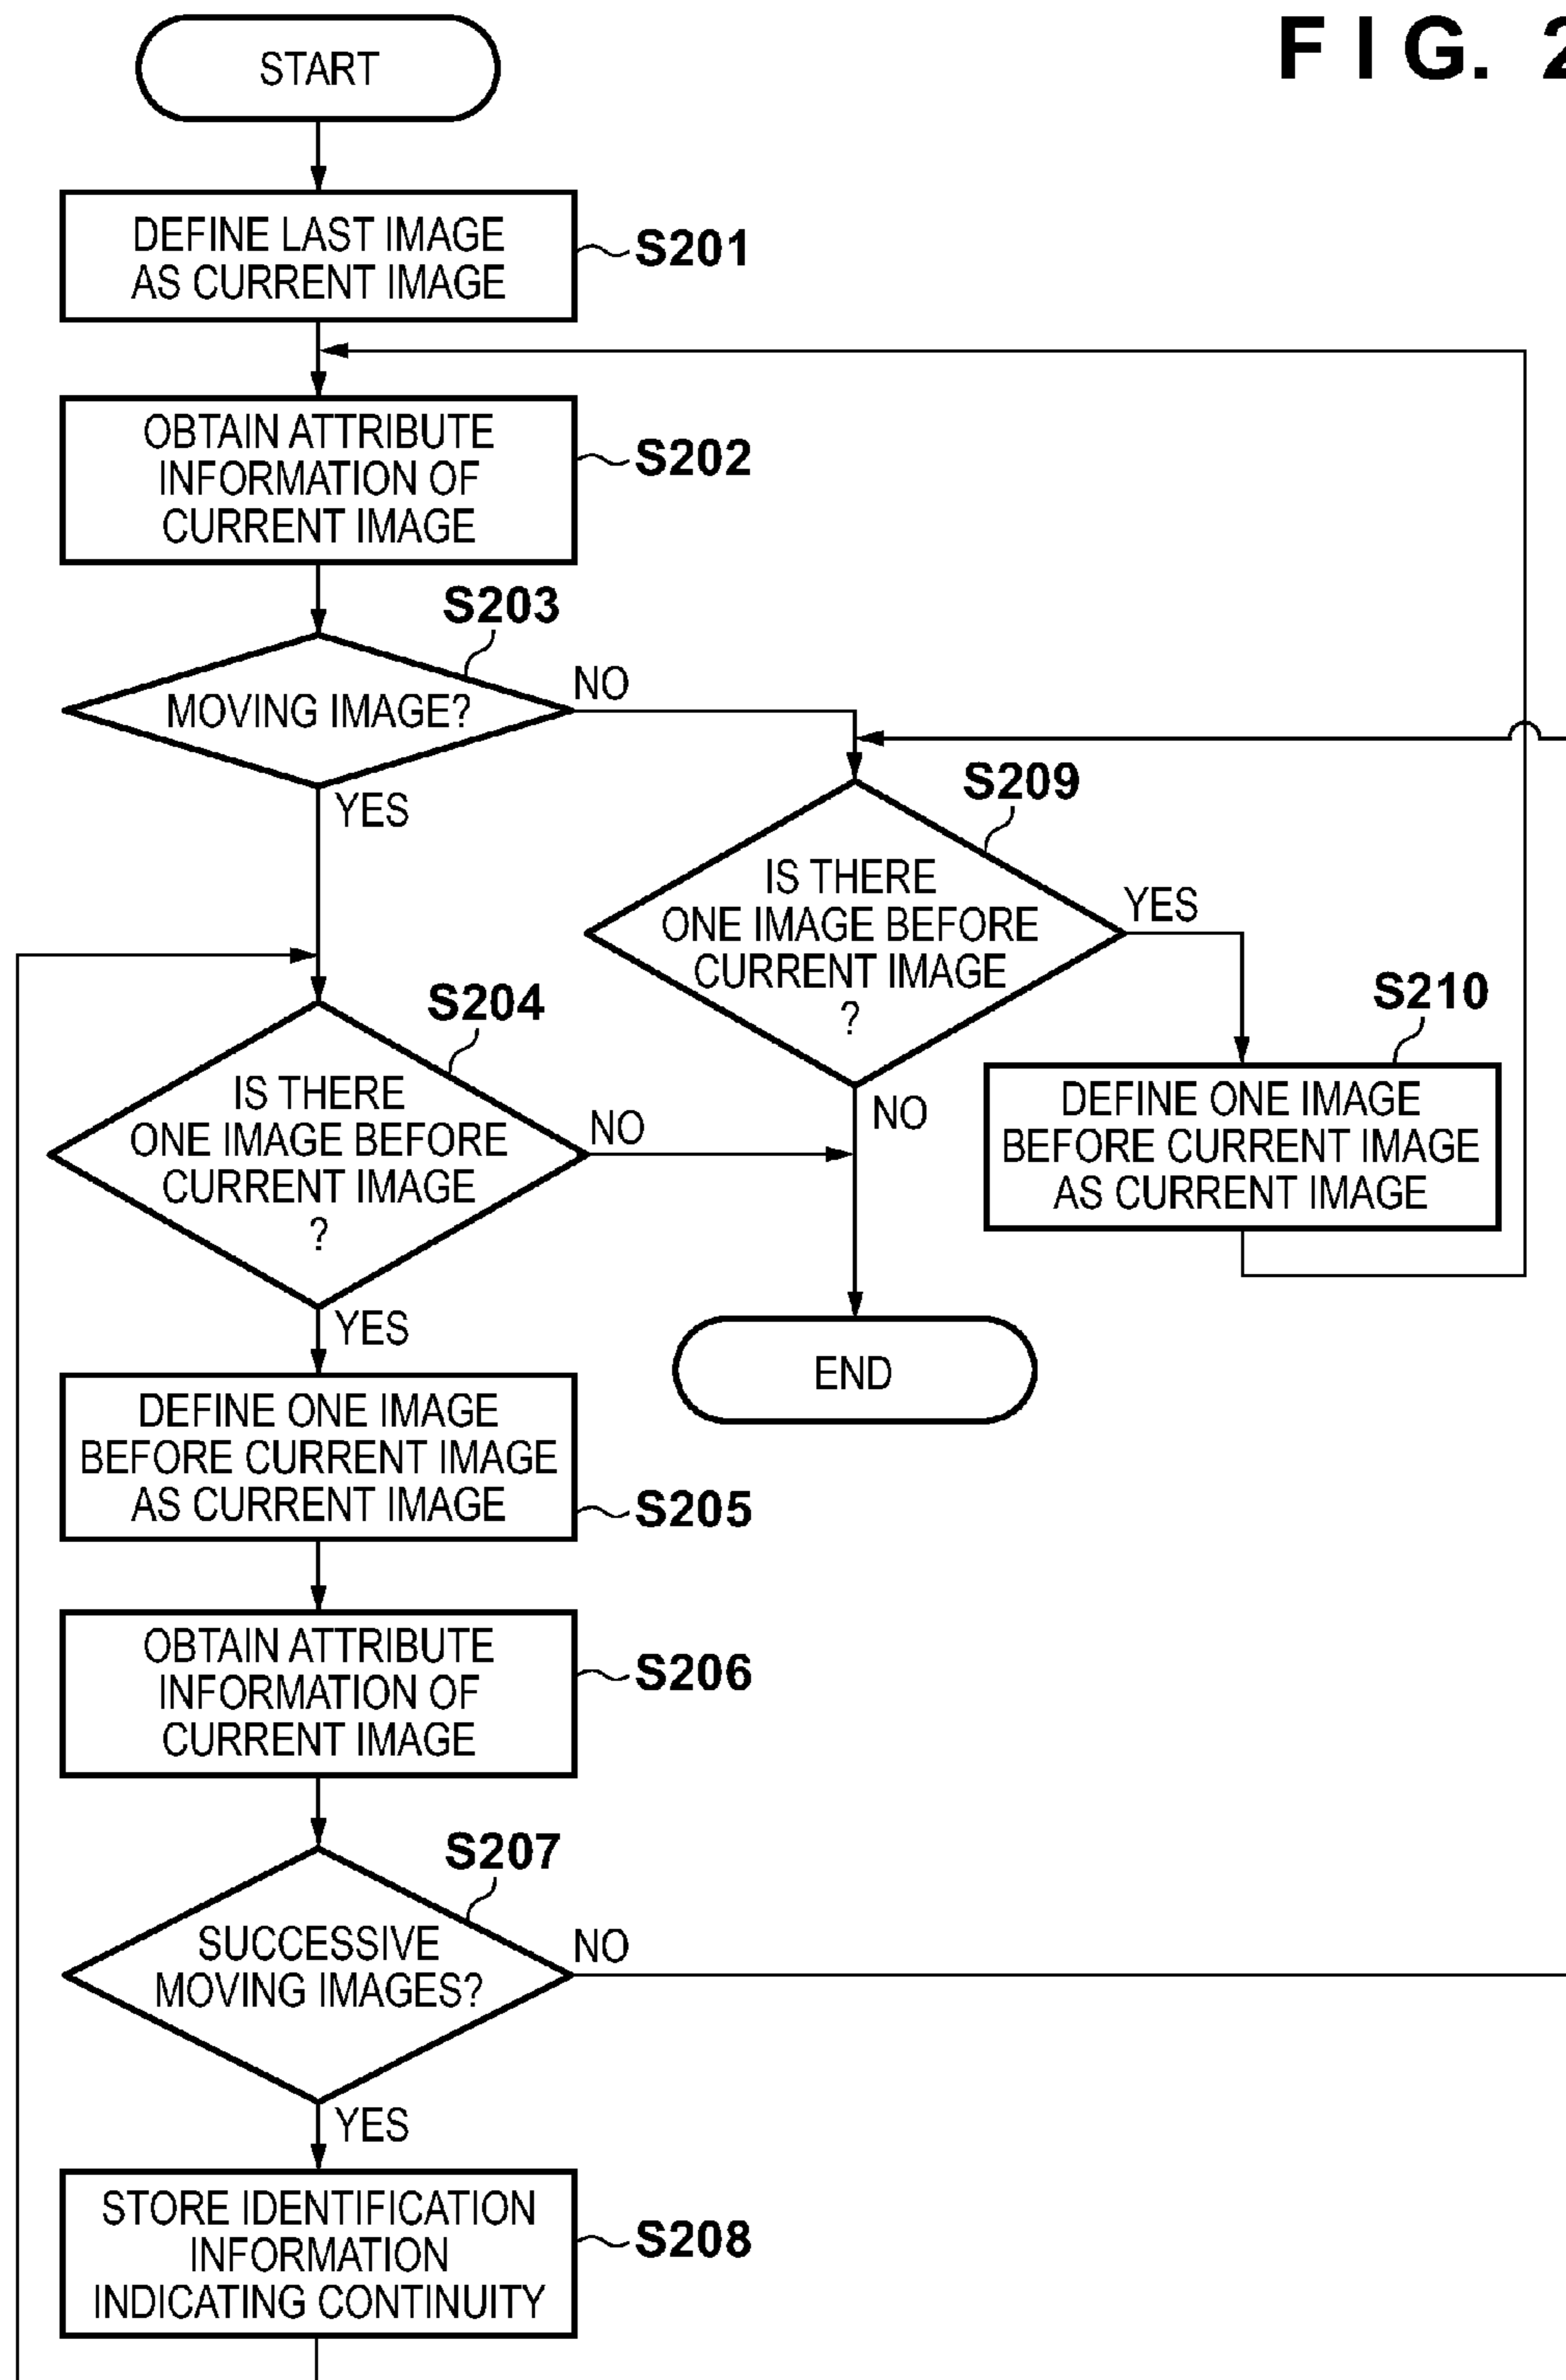 FIG. 2
START
DEFINE LAST IMAGE
AS CURRENT IMAGE
S201
OBTAIN ATTRIBUTE
INFORMATION OF
CURRENT IMAGE
S202
S203
MOVING IMAGE?
NO
YES
S209
IS THERE
ONE IMAGE BEFORE
CURRENT IMAGE
?
YES
NO
S210
DEFINE ONE IMAGE
BEFORE CURRENT IMAGE
AS CURRENT IMAGE
S204
IS THERE
ONE IMAGE BEFORE
CURRENT IMAGE
?
NO
YES
END
DEFINE ONE IMAGE
BEFORE CURRENT IMAGE
AS CURRENT IMAGE
S205
OBTAIN ATTRIBUTE
INFORMATION OF
CURRENT IMAGE
S206
S207
SUCCESSIVE
MOVING IMAGES?
NO
YES
STORE IDENTIFICATION
INFORMATION
INDICATING CONTINUITY
S208